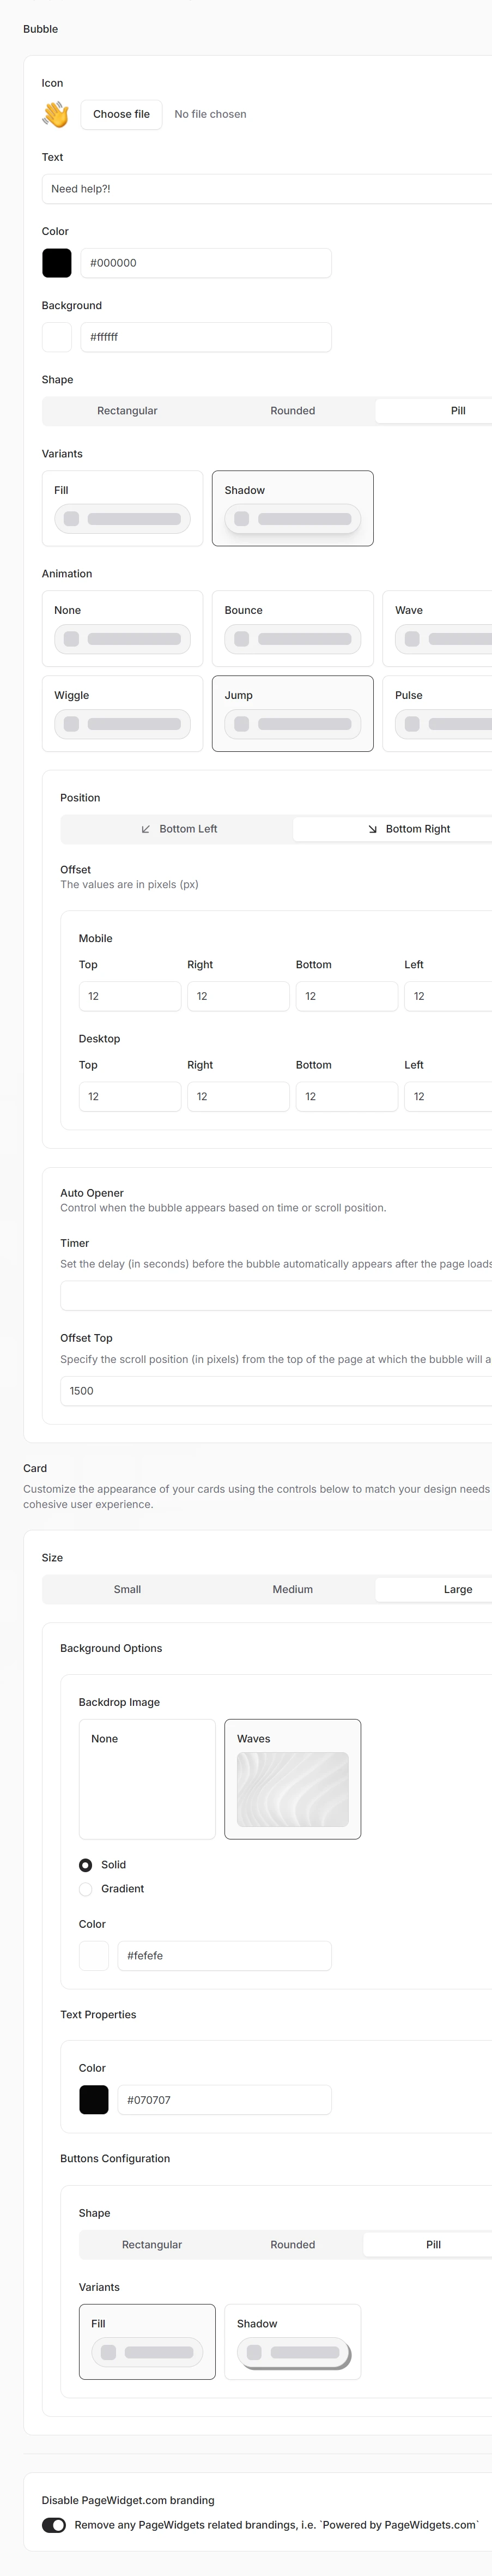 Bubble
Icon
Choose file No file chosen
Text
Need help?!
Color
#000000
Background
#ffffff
Shape
Rectangular Rounded Pill
Variants
Fill Shadow
Animation
None Bounce Wave
Wiggle Jump Pulse
Position
Bottom Left Bottom Right
Offset
The values are in pixels (px)
Mobile
Top Right Bottom Left
12 12 12 12
Desktop
Top Right Bottom Left
12 12 12 12
Auto Opener
Control when the bubble appears based on time or scroll position.
Timer
Set the delay (in seconds) before the bubble automatically appears after the page loads
Offset Top
Specify the scroll position (in pixels) from the top of the page at which the bubble will a
1500
Card
Customize the appearance of your cards using the controls below to match your design needs
cohesive user experience.
Size
Small Medium Large
Background Options
Backdrop Image
None Waves
Solid
Gradient
Color
#fefefe
Text Properties
Color
#070707
Buttons Configuration
Shape
Rectangular Rounded Pill
Variants
Fill Shadow
Disable PageWidget.com branding
Remove any PageWidgets related brandings, i.e. `Powered by PageWidgets.com`